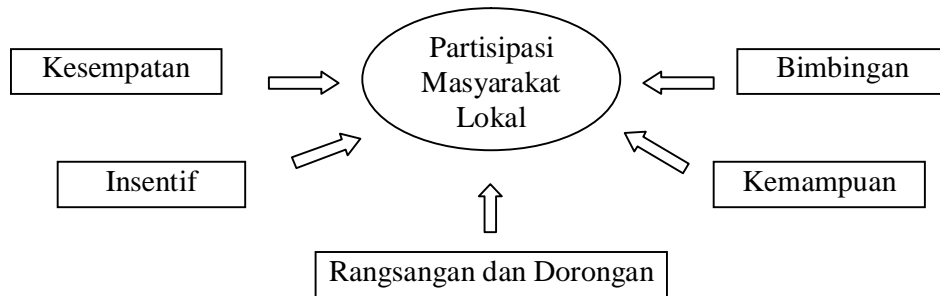 Partisipasi
Masyarakat
Lokal
Kesempatan
Bimbingan
Insentif
Kemampuan
Rangsangan dan Dorongan